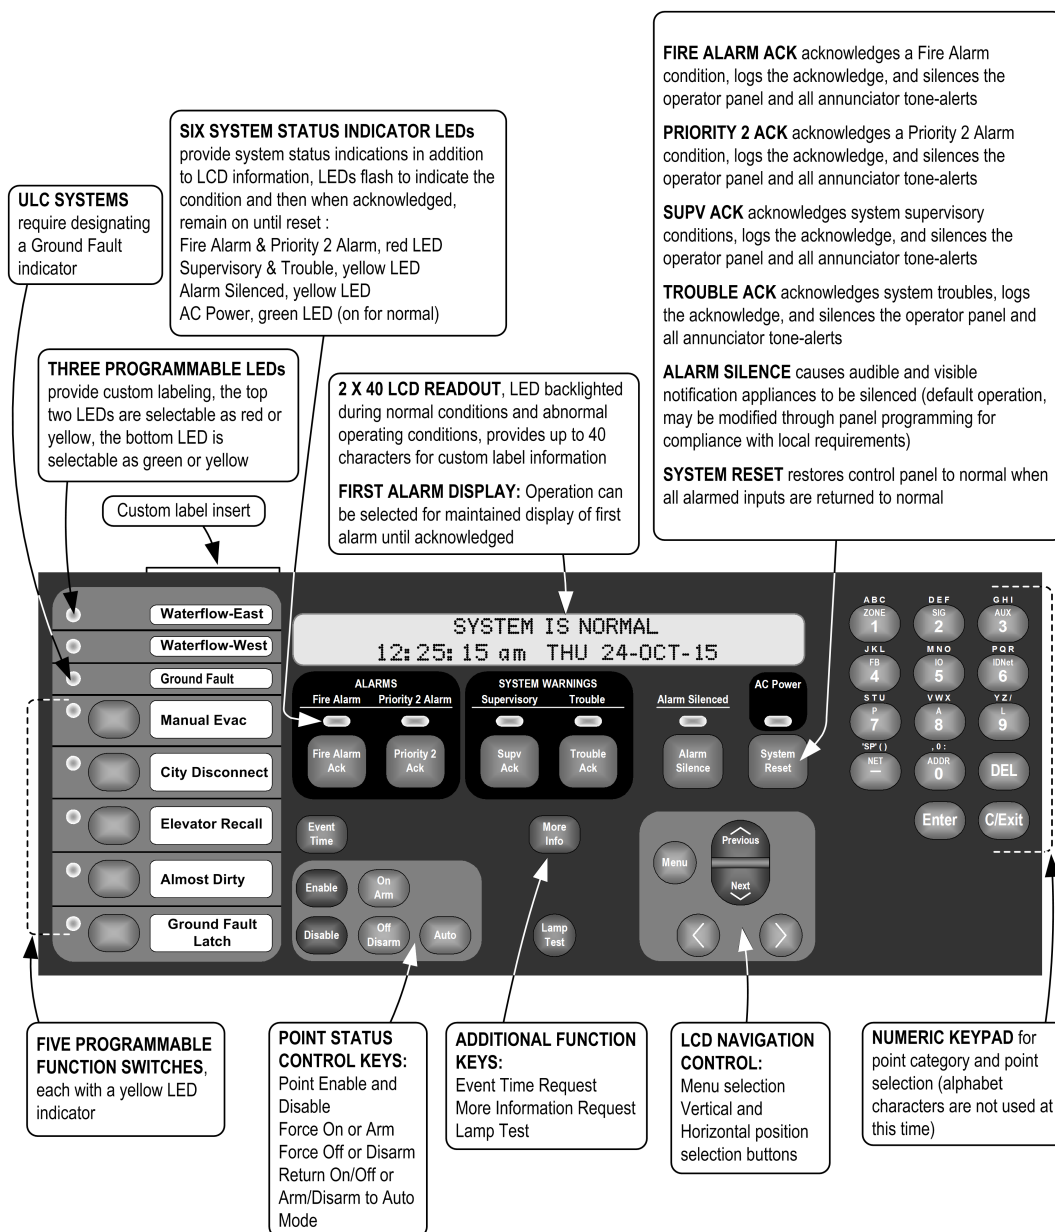 FIRE ALARM ACK acknowledges a Fire Alarm
condition, logs the acknowledge, and silences the
operator panel and all annunciator tone-alerts
PRIORITY 2 ACK acknowledges a Priority 2 Alarm
condition, logs the acknowledge, and silences the
operator panel and all annunciator tone-alerts
SUPV ACK acknowledges system supervisory
conditions, logs the acknowledge, and silences the
operator panel and all annunciator tone-alerts
TROUBLE ACK acknowledges system troubles, logs
the acknowledge, and silences the operator panel and
all annunciator tone-alerts
ALARM SILENCE causes audible and visible
notification appliances to be silenced (default operation,
may be modified through panel programming for
compliance with local requirements)
SYSTEM RESET restores control panel to normal when
all alarmed inputs are returned to normal
SIX SYSTEM STATUS INDICATOR LEDs
provide system status indications in addition
to LCD information, LEDs flash to indicate the
condition and then when acknowledged,
remain on until reset :
Fire Alarm & Priority 2 Alarm, red LED
Supervisory & Trouble, yellow LED
Alarm Silenced, yellow LED
AC Power, green LED (on for normal)
ULC SYSTEMS
require designating
a Ground Fault
indicator
THREE PROGRAMMABLE LEDs
provide custom labeling, the top
two LEDs are selectable as red or
yellow, the bottom LED is
selectable as green or yellow
2 X 40 LCD READOUT, LED backlighted
during normal conditions and abnormal
operating conditions, provides up to 40
characters for custom label information
FIRST ALARM DISPLAY: Operation can
be selected for maintained display of first
alarm until acknowledged
Custom label insert
Waterflow-East
Waterflow-West
Ground Fault
Manual Evac
City Disconnect
Elevator Recall
Almost Dirty
Ground Fault
Latch
SYSTEM IS NORMAL
12:25:15 am THU 24-OCT-15
ALARMS
Fire Alarm Priority 2 Alarm
Fire Alarm
Ack
Priority 2
Ack
SYSTEM WARNINGS
Supervisory Trouble
Supv
Ack
Trouble
Ack
Alarm Silenced
Alarm
Silence
AC Power
System
Reset
Event
Time
More
Info
Enable
On
Arm
Disable
Off
Disarm
Auto
Lamp
Test
Menu
Previous
Next
A B C
ZONE
1
D E F
SIG
2
G H I
AUX
3
J K L
FB
4
M N O
IO
5
P Q R
IDNet
6
S T U
P
7
V W X
A
8
Y Z /
L
9
'SP' ( )
NET
–
, 0 :
ADDR
0
DEL
Enter
C/Exit
FIVE PROGRAMMABLE
FUNCTION SWITCHES,
each with a yellow LED
indicator
POINT STATUS
CONTROL KEYS:
Point Enable and
Disable
Force On or Arm
Force Off or Disarm
Return On/Off or
Arm/Disarm to Auto
Mode
ADDITIONAL FUNCTION
KEYS:
Event Time Request
More Information Request
Lamp Test
LCD NAVIGATION
CONTROL:
Menu selection
Vertical and
Horizontal position
selection buttons
NUMERIC KEYPAD for
point category and point
selection (alphabet
characters are not used at
this time)